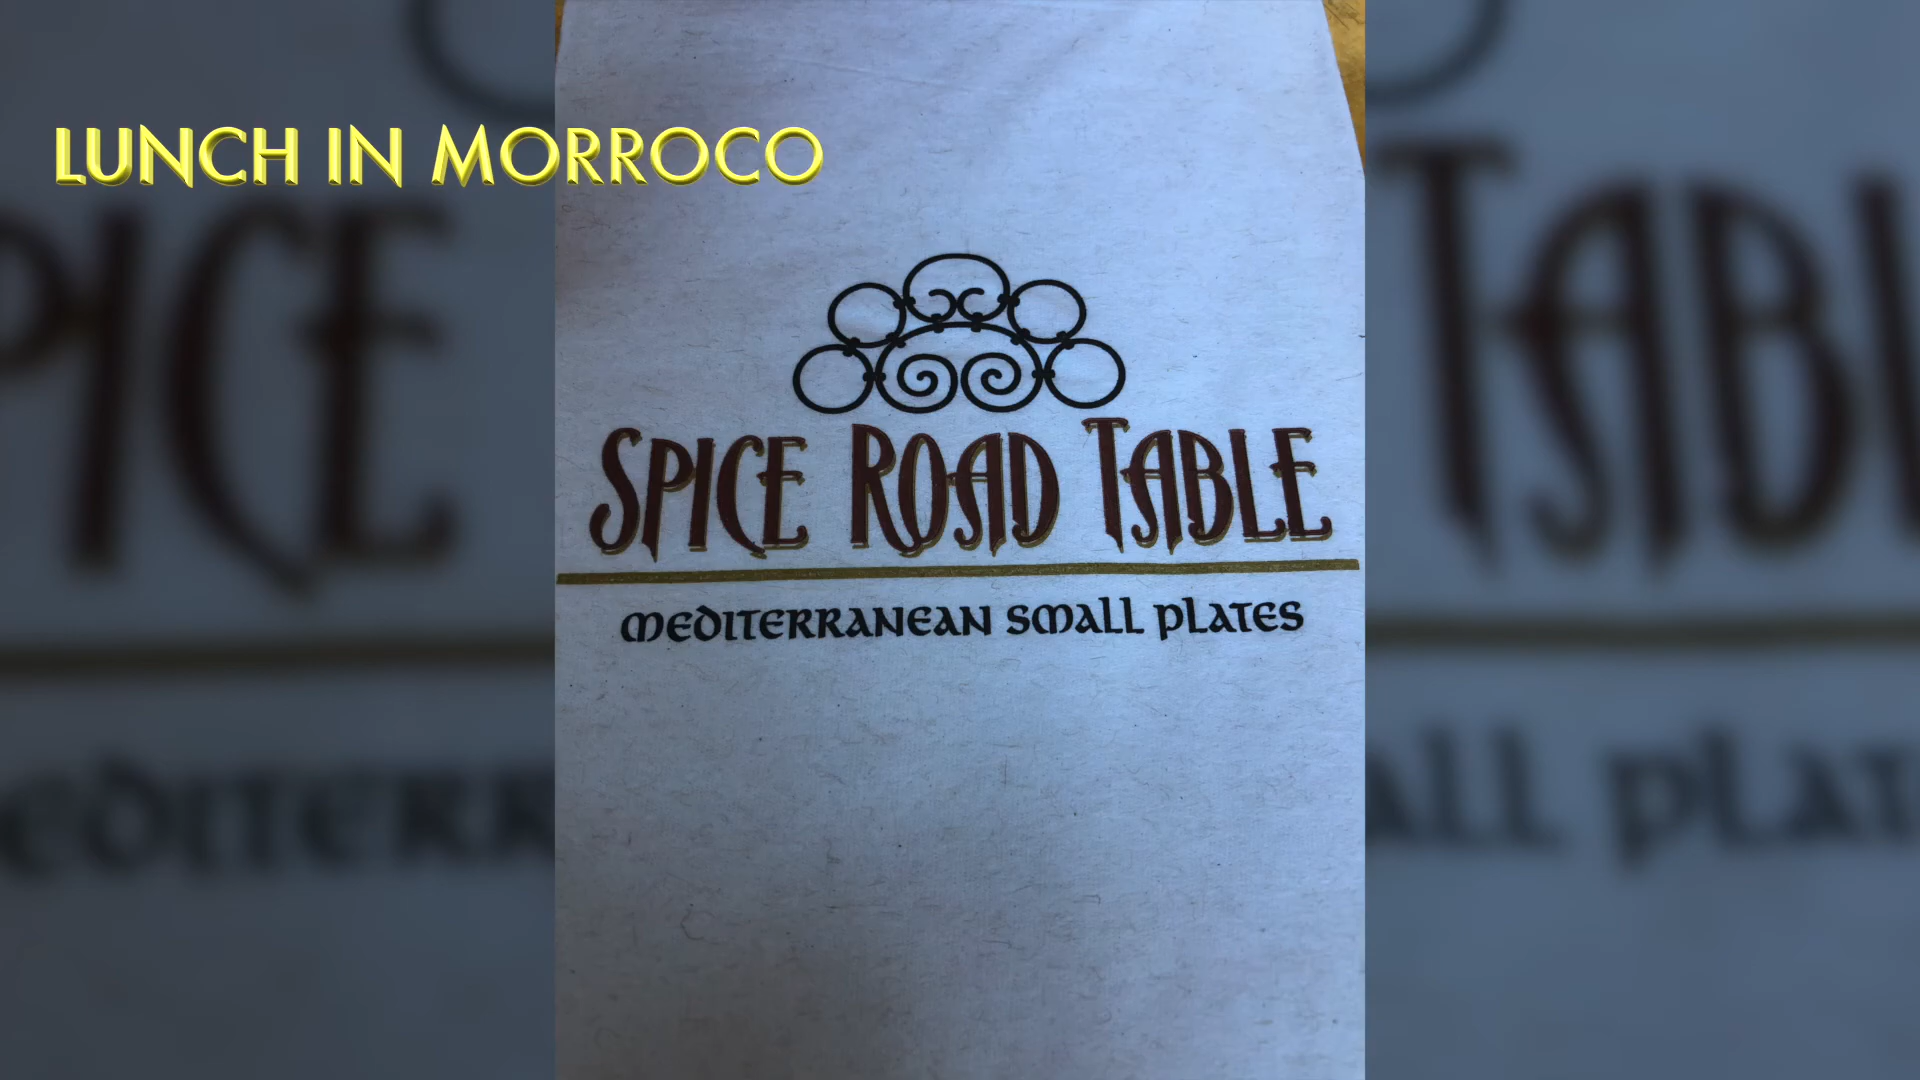 LUNCH IN MORROCO
SPICE ROAD TABLE
MEDITERRANEAN SMALL PLATES